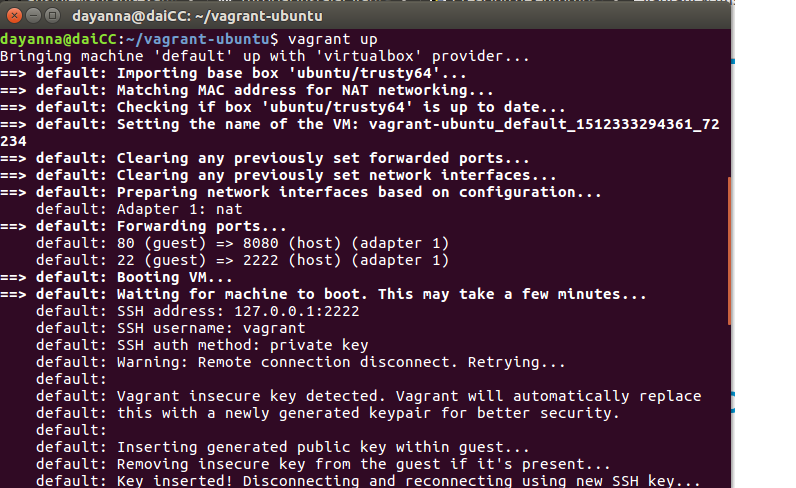 dayanna@daiCC: ~/vagrant-ubuntu
dayanna@daiCC:~/vagrant-ubuntu$ vagrant up
Bringing machine 'default' up with 'virtualbox' provider...
==> default: Importing base box 'ubuntu/trusty64'...
==> default: Matching MAC address for NAT networking...
==> default: Checking if box 'ubuntu/trusty64' is up to date...
==> default: Setting the name of the VM: vagrant-ubuntu_default_1512333294361_72
234
==> default: Clearing any previously set forwarded ports...
==> default: Clearing any previously set network interfaces...
==> default: Preparing network interfaces based on configuration...
    default: Adapter 1: nat
==> default: Forwarding ports...
    default: 80 (guest) => 8080 (host) (adapter 1)
    default: 22 (guest) => 2222 (host) (adapter 1)
==> default: Booting VM...
==> default: Waiting for machine to boot. This may take a few minutes...
    default: SSH address: 127.0.0.1:2222
    default: SSH username: vagrant
    default: SSH auth method: private key
    default: Warning: Remote connection disconnect. Retrying...
    default:
    default: Vagrant insecure key detected. Vagrant will automatically replace
    default: this with a newly generated keypair for better security.
    default:
    default: Inserting generated public key within guest...
    default: Removing insecure key from the guest if it's present...
    default: Key inserted! Disconnecting and reconnecting using new SSH key...